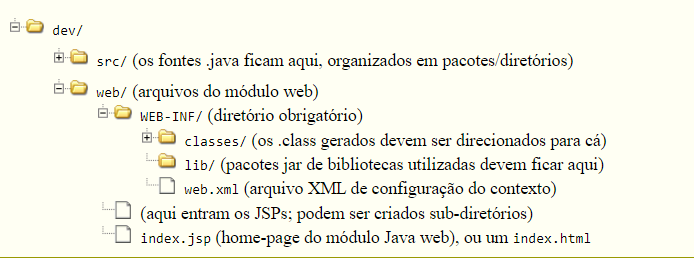 dev/
src/ (os fontes .java ficam aqui, organizados em pacotes/diretórios)
web/ (arquivos do módulo web)
WEB-INF/ (diretório obrigatório)
classes/ (os .class gerados devem ser direcionados para cá)
lib/ (pacotes jar de bibliotecas utilizadas devem ficar aqui)
web.xml (arquivo XML de configuração do contexto)
(aqui entram os JSPs; podem ser criados sub-diretórios)
index.jsp (home-page do módulo Java web), ou um index.html